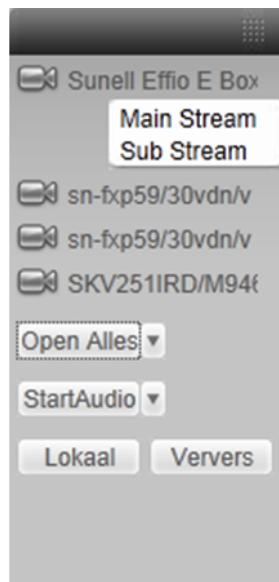 Sunell Effio E Box
Main Stream
Sub Stream
sn-fxp59/30vdn/v
sn-fxp59/30vdn/v
SKV251IRD/M946
Open Alles
StartAudio
Lokaal Ververs